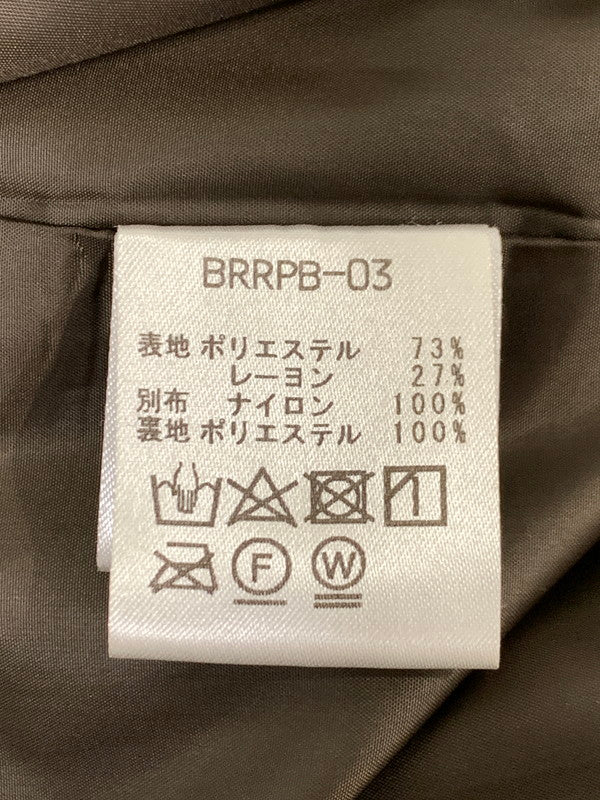 BRRPB-03
表地 ポリエステル 73%
レーヨン 27%
別布 ナイロン 100%
裏地 ポリエステル 100%
F W